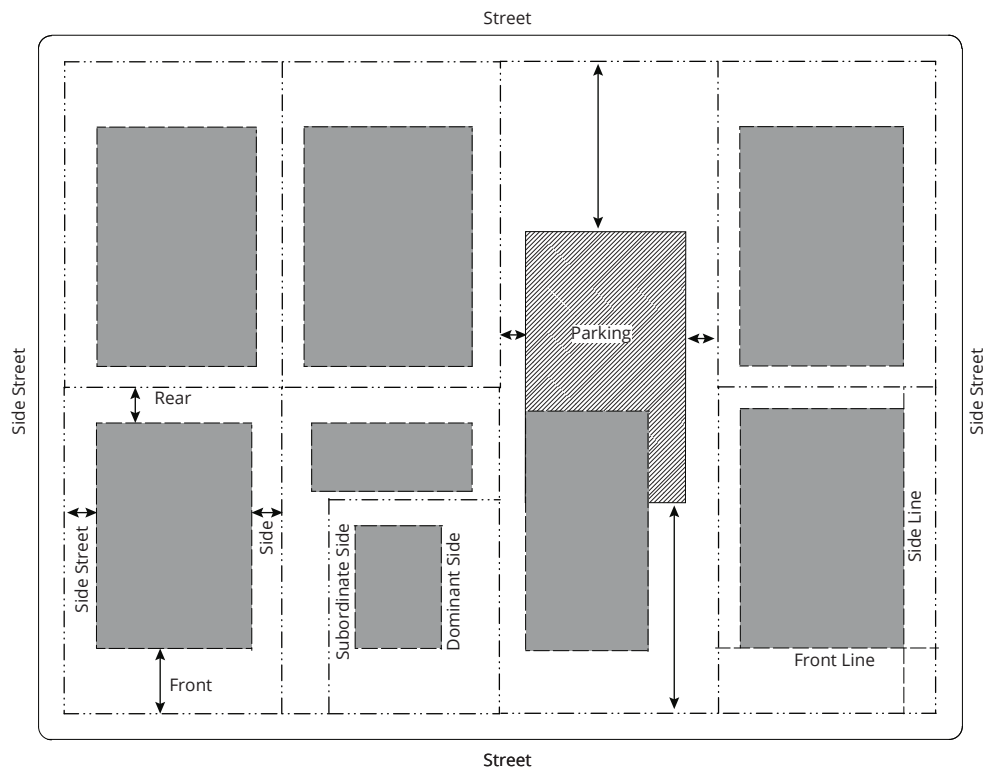 Street
Side Street
Side Street
Parking
Rear
Side Street
Side
Subordinate Side
Dominant Side
Side Line
Front Line
Front
Street